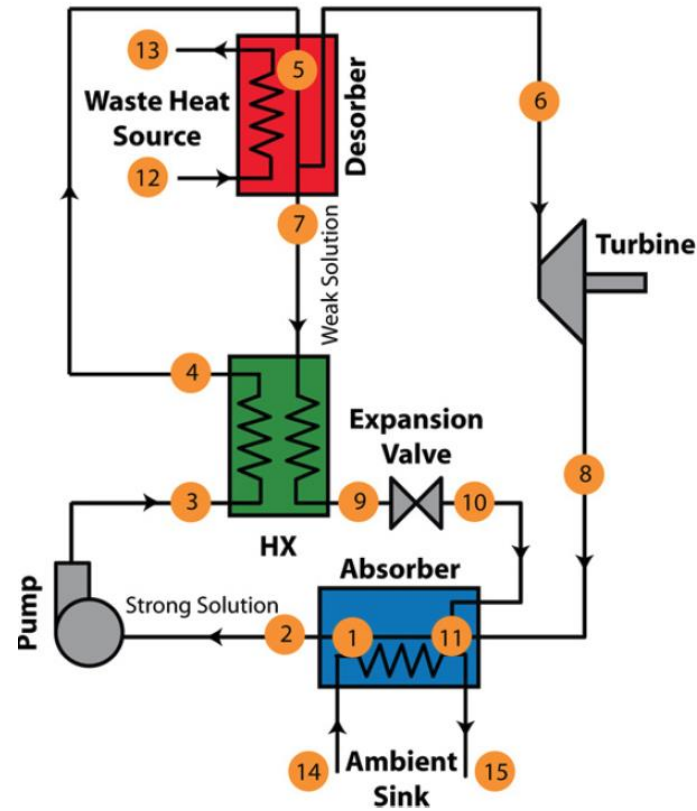 13
5
Waste Heat
Source
Desorber
6
12
7
Weak Solution
Turbine
4
Expansion
Valve
3
9
10
8
HX
Absorber
Pump
Strong Solution
2
1
11
14
Ambient
Sink
15